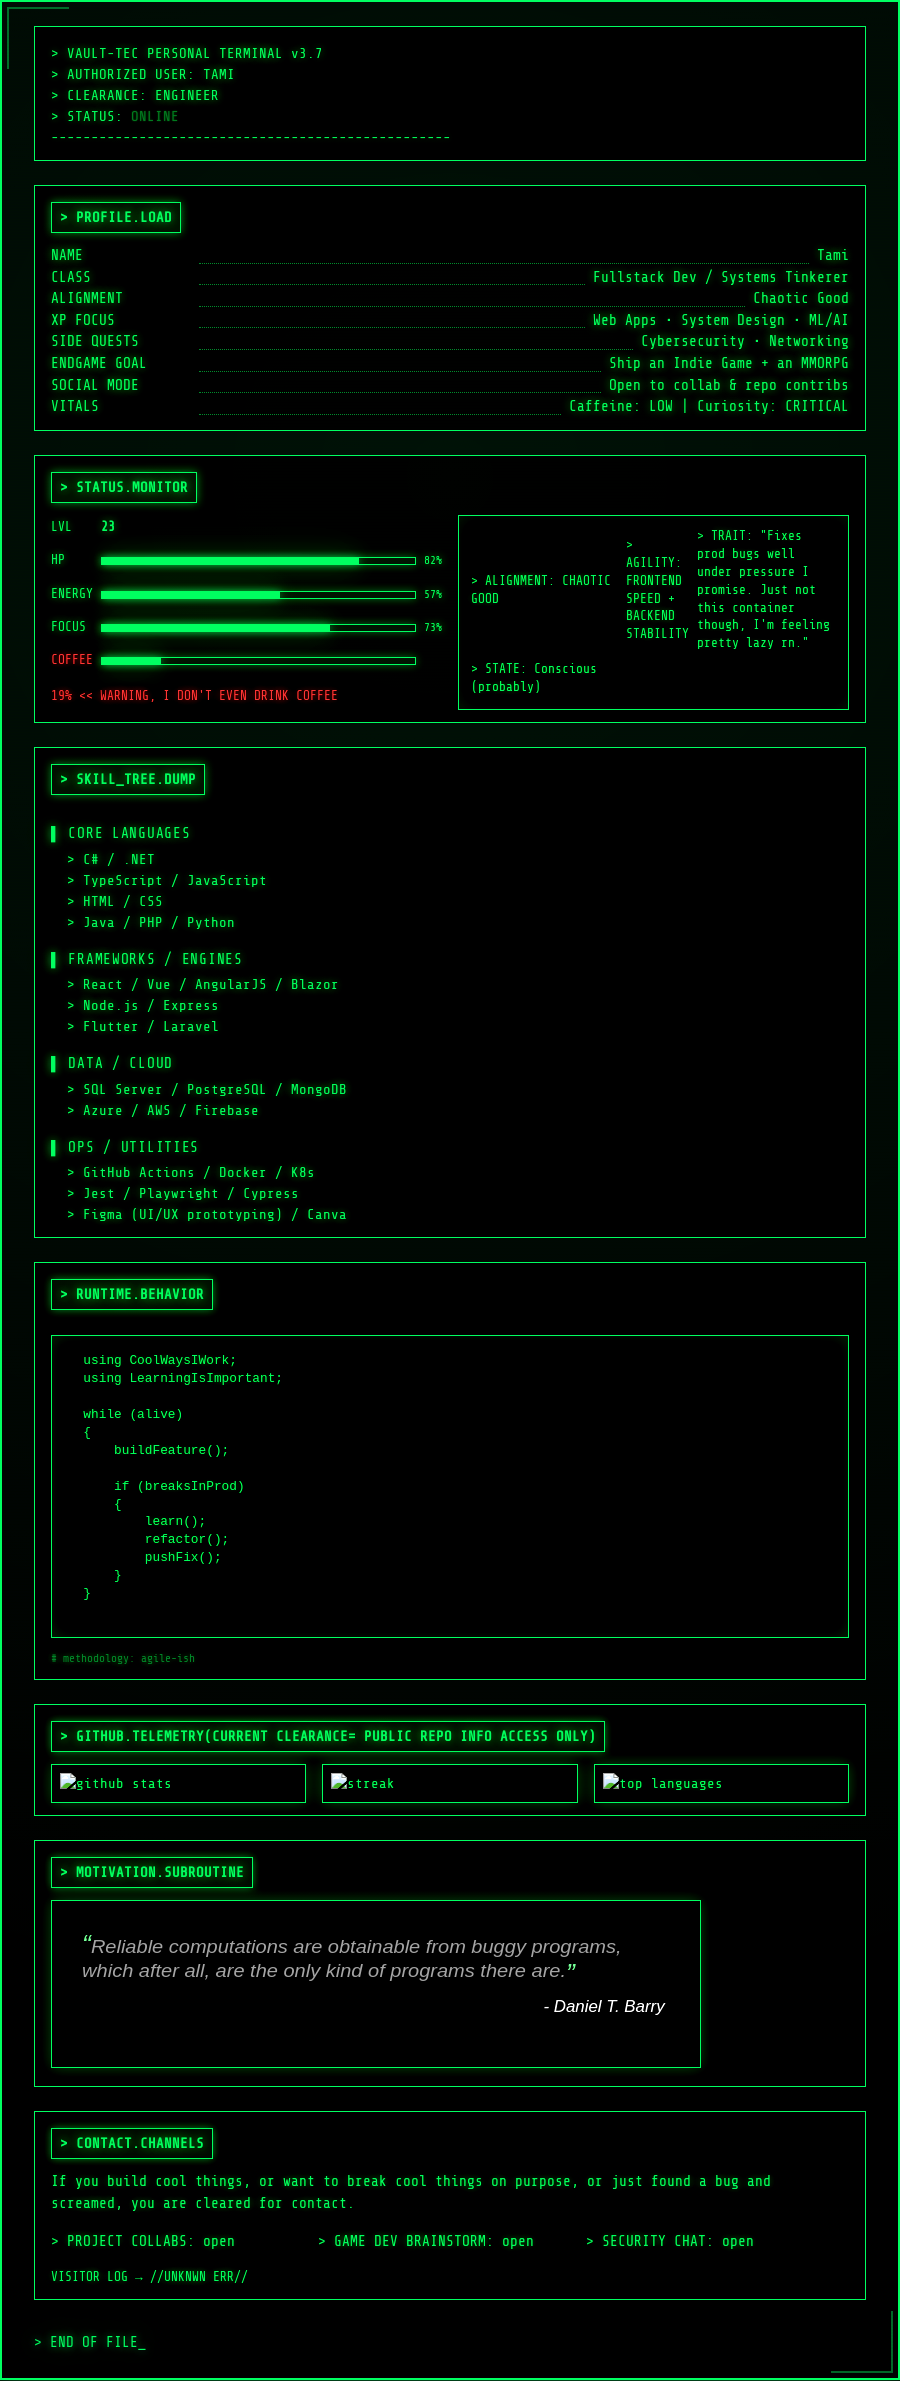 > VAULT-TEC PERSONAL TERMINAL v3.7
> AUTHORIZED USER: TAMI
> CLEARANCE: ENGINEER
> STATUS: ONLINE
--------------------------------------------------
> PROFILE.LOAD
NAME Tami
CLASS Fullstack Dev / Systems Tinkerer
ALIGNMENT Chaotic Good
XP FOCUS Web Apps · System Design · ML/AI
SIDE QUESTS Cybersecurity · Networking
ENDGAME GOAL Ship an Indie Game + an MMORPG
SOCIAL MODE Open to collab & repo contribs
VITALS Caffeine: LOW | Curiosity: CRITICAL
> STATUS.MONITOR
LVL 23
HP 82%
ENERGY 57%
FOCUS 73%
COFFEE
19% << WARNING, I DON'T EVEN DRINK COFFEE
> ALIGNMENT: CHAOTIC
GOOD
>
AGILITY:
FRONTEND
SPEED +
BACKEND
STABILITY
> TRAIT: "Fixes
prod bugs well
under pressure I
promise. Just not
this container
though, I'm feeling
pretty lazy rn."
> STATE: Conscious
(probably)
> SKILL_TREE.DUMP
▌ CORE LANGUAGES
> C# / .NET
> TypeScript / JavaScript
> HTML / CSS
> Java / PHP / Python
▌ FRAMEWORKS / ENGINES
> React / Vue / AngularJS / Blazor
> Node.js / Express
> Flutter / Laravel
▌ DATA / CLOUD
> SQL Server / PostgreSQL / MongoDB
> Azure / AWS / Firebase
▌ OPS / UTILITIES
> GitHub Actions / Docker / K8s
> Jest / Playwright / Cypress
> Figma (UI/UX prototyping) / Canva
> RUNTIME.BEHAVIOR
using CoolWaysIWork;
using LearningIsImportant;
while (alive)
{
buildFeature();
if (breaksInProd)
{
learn();
refactor();
pushFix();
}
}
# methodology: agile-ish
> GITHUB.TELEMETRY(CURRENT CLEARANCE= PUBLIC REPO INFO ACCESS ONLY)
github stats
streak
top languages
> MOTIVATION.SUBROUTINE
“Reliable computations are obtainable from buggy programs,
which after all, are the only kind of programs there are.”
- Daniel T. Barry
> CONTACT.CHANNELS
If you build cool things, or want to break cool things on purpose, or just found a bug and
screamed, you are cleared for contact.
> PROJECT COLLABS: open > GAME DEV BRAINSTORM: open > SECURITY CHAT: open
VISITOR LOG → //UNKNWN ERR//
> END OF FILE_